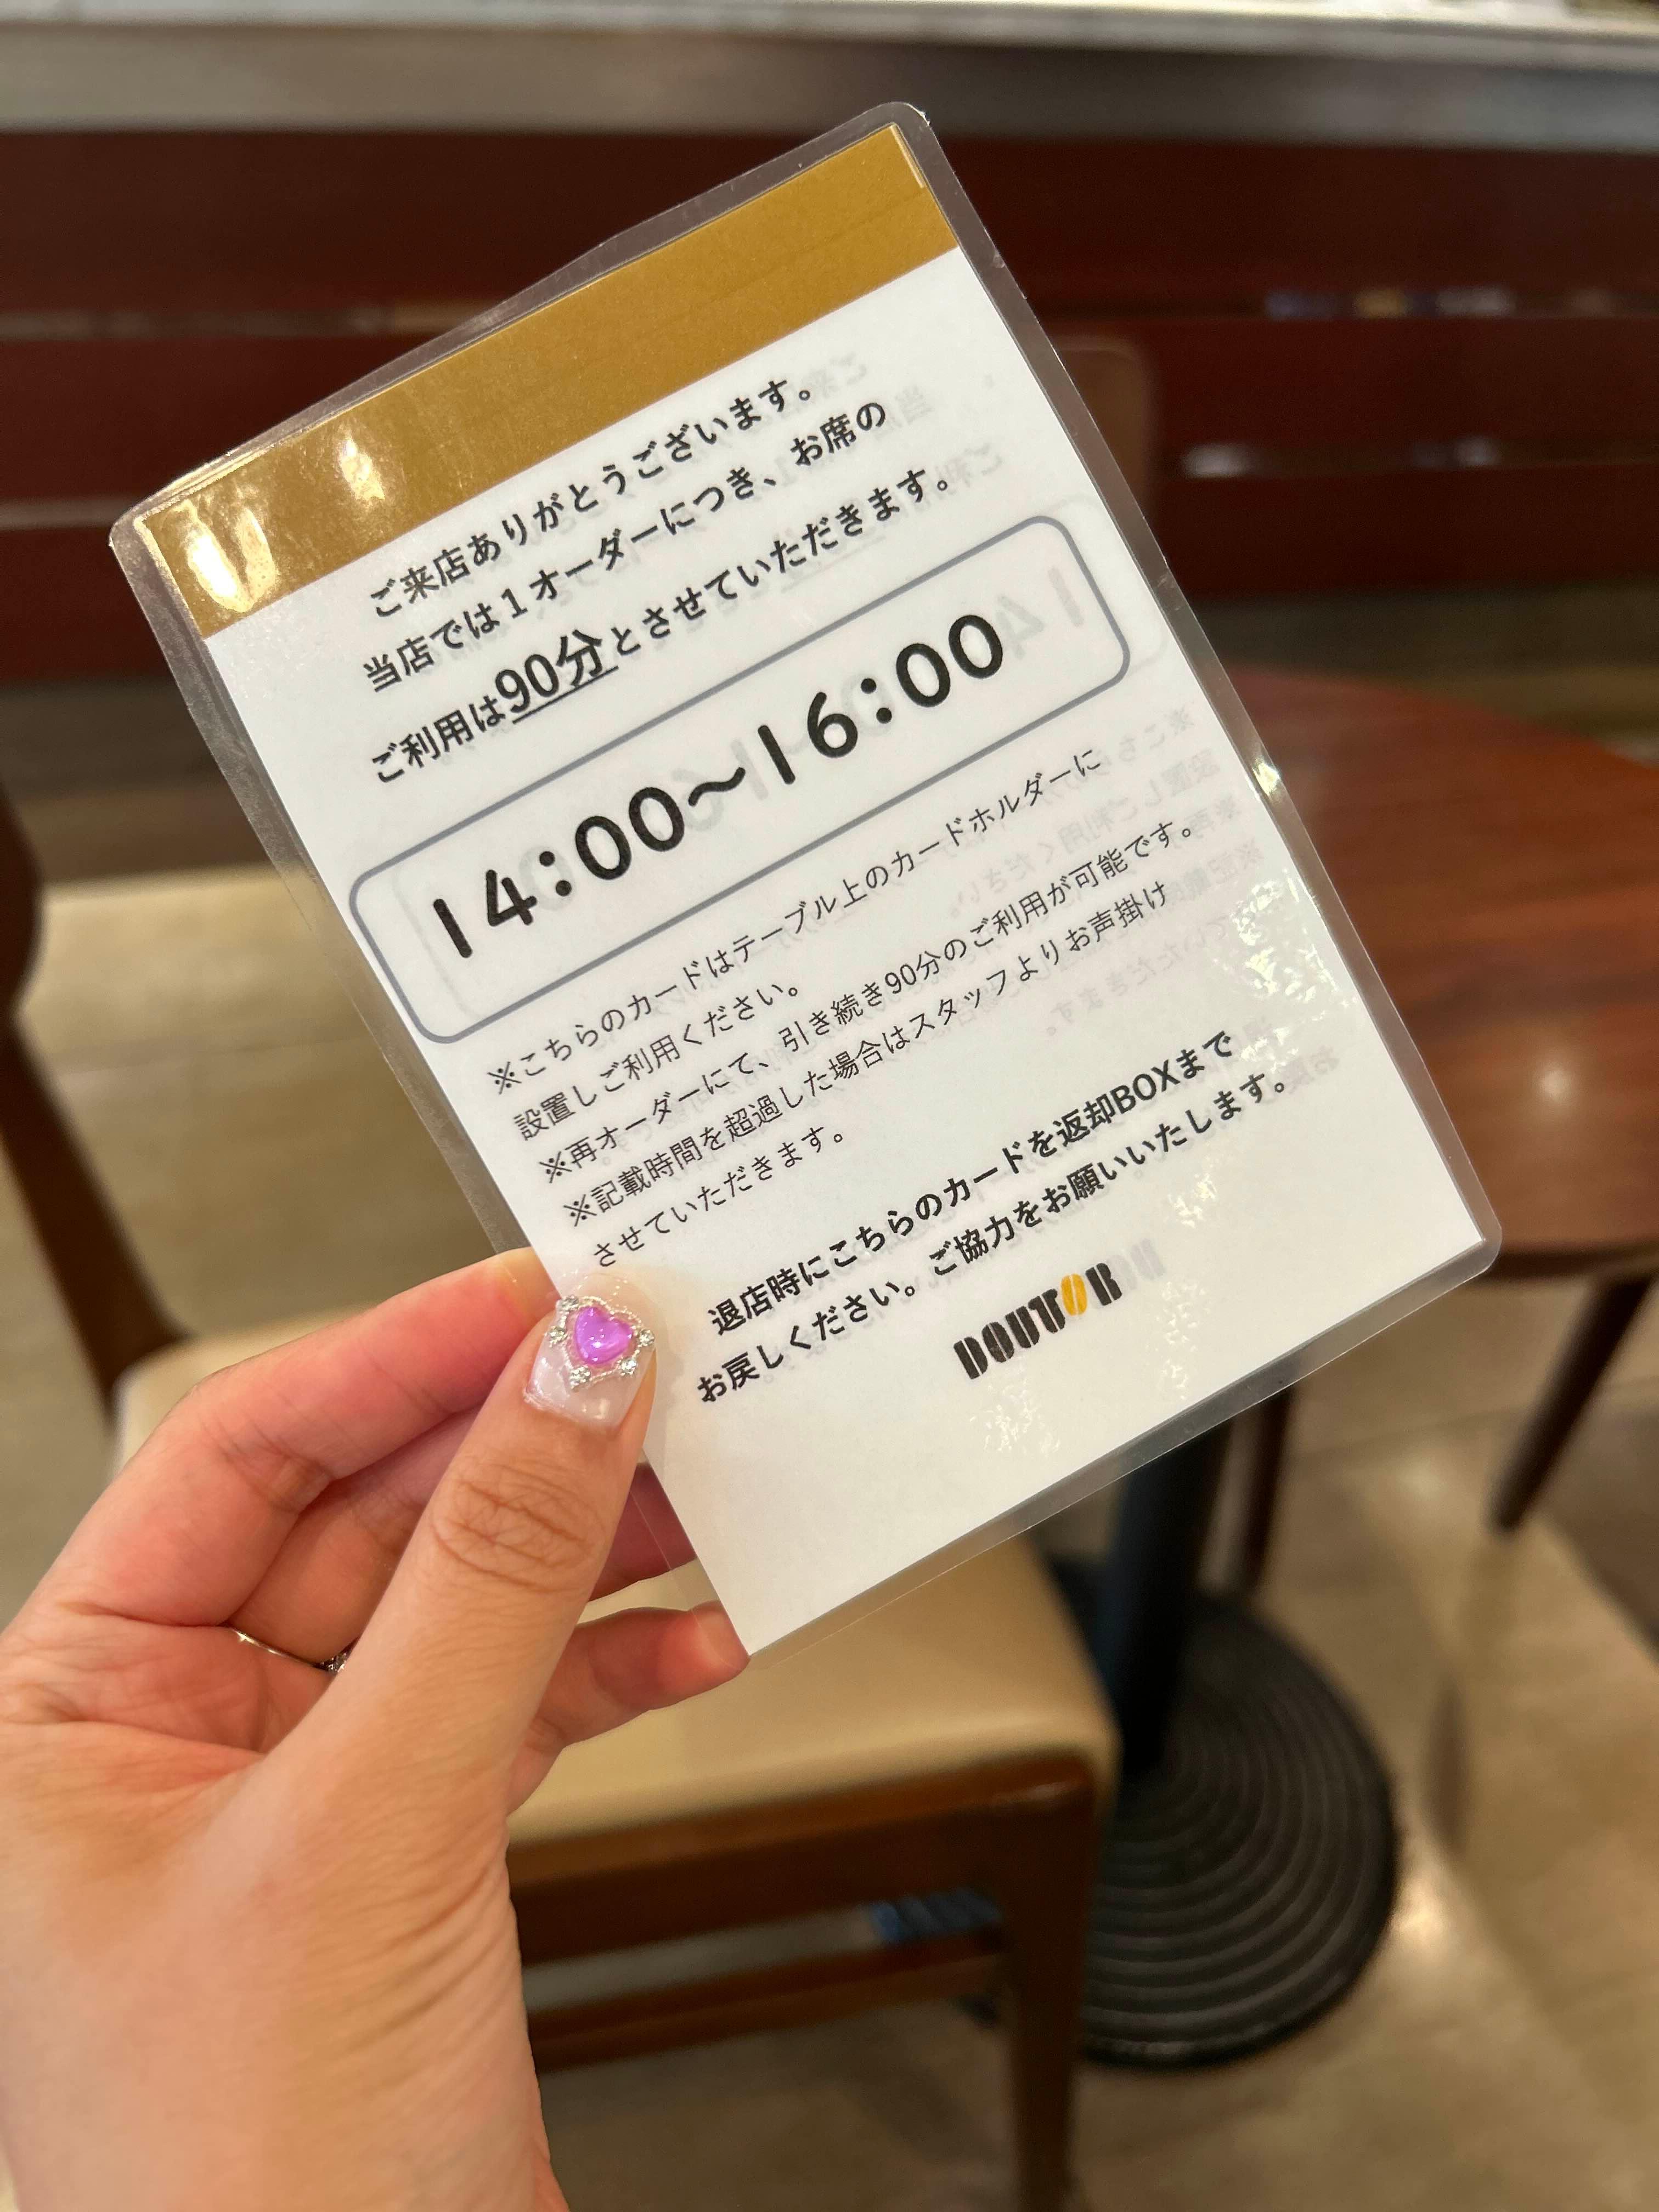 ご来店ありがとうございます。
当店では１オーダーにつき、お席の
ご利用は90分とさせていただきます。
14:00〜16:00
※こちらのカードはテーブル上のカードホルダーに
設置しご利用ください。
※再オーダーにて、引き続き90分のご利用が可能です。
※記載時間を超過した場合はスタッフよりお声掛け
させていただきます。
退店時にこちらのカードを返却BOXまで
お戻しください。ご協力をお願いいたします。
DOUTOR